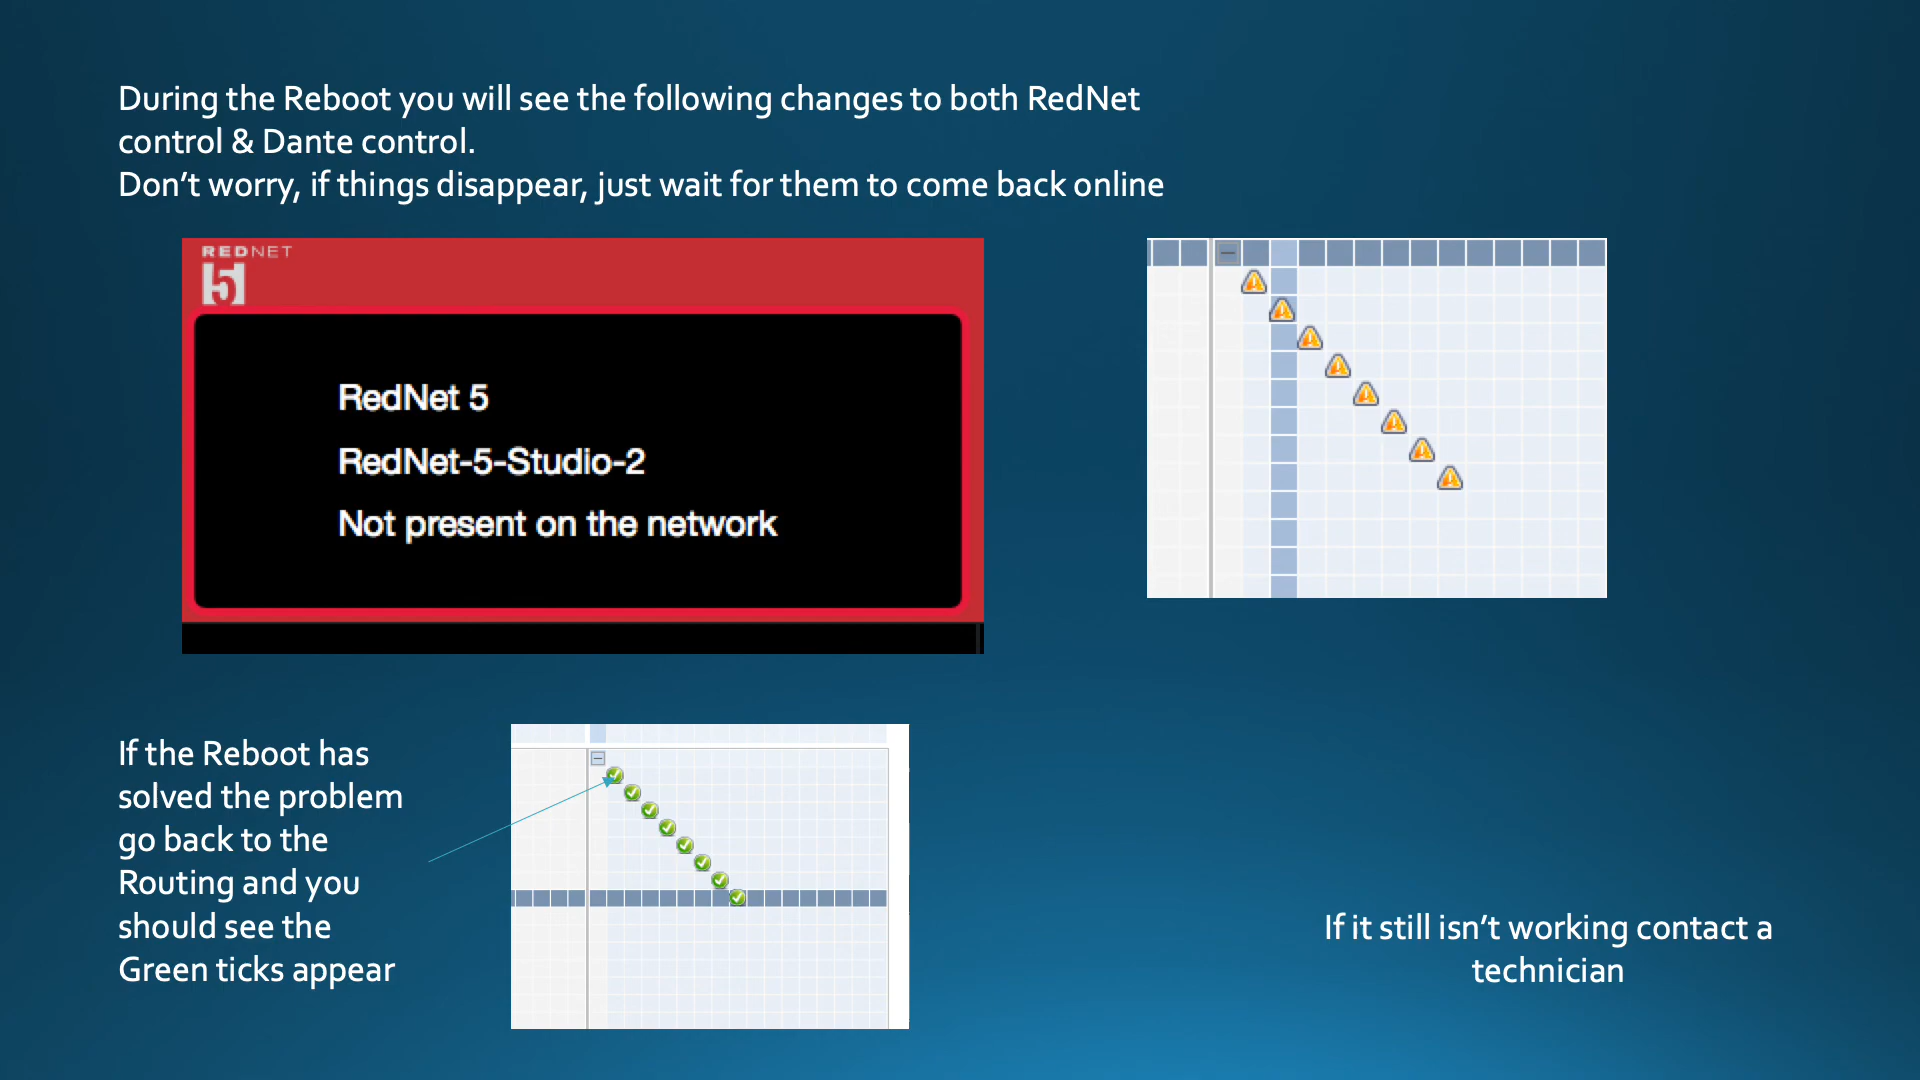 During the Reboot you will see the following changes to both RedNet
control & Dante control.
Don’t worry, if things disappear, just wait for them to come back online
REDNET
5
RedNet 5
RedNet-5-Studio-2
Not present on the network
If the Reboot has
solved the problem
go back to the
Routing and you
should see the
Green ticks appear
If it still isn’t working contact a
technician